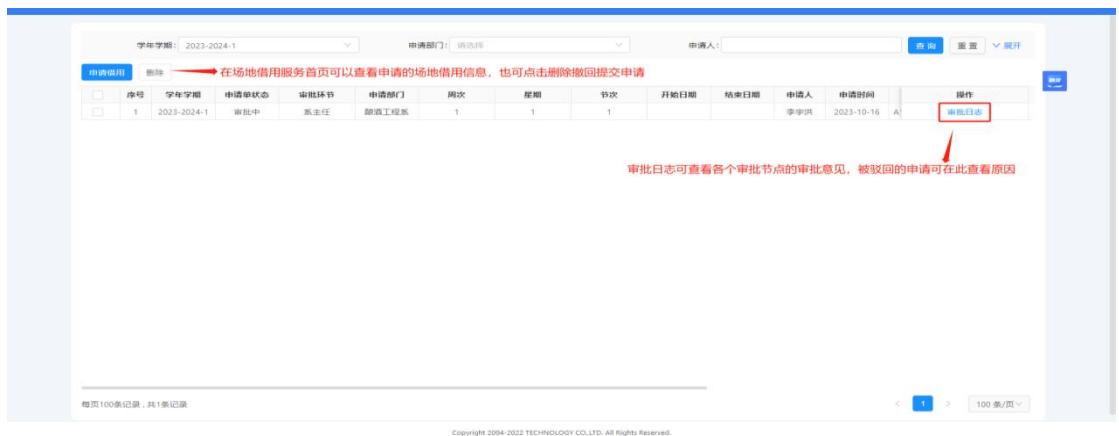 学年学期: 2023-2024-1 申请部门: 请选择 申请人: 查询 重置 展开
申请借用 删除 在场地借用服务首页可以查看申请的场地借用信息，也可点击删除撤回提交申请
序号 学年学期 申请单状态 审批环节 申请部门 周次 星期 节次 开始日期 结束日期 申请人 申请时间 操作
1 2023-2024-1 审批中 系主任 酿酒工程系 1 1 1 李宇洪 2023-10-16 A 审批日志
审批日志可查看各个审批节点的审批意见，被驳回的申请可在此查看原因
每页100条记录，共1条记录 < 1 > 100 条/页
Copyright 2004-2022 TECHNOLOGY CO.,LTD. All Rights Reserved.